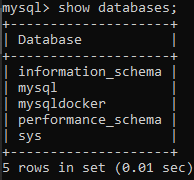 mysql> show databases;
+--------------------+
| Database           |
+--------------------+
| information_schema |
| mysql              |
| mysqldocker        |
| performance_schema |
| sys                |
+--------------------+
5 rows in set (0.01 sec)